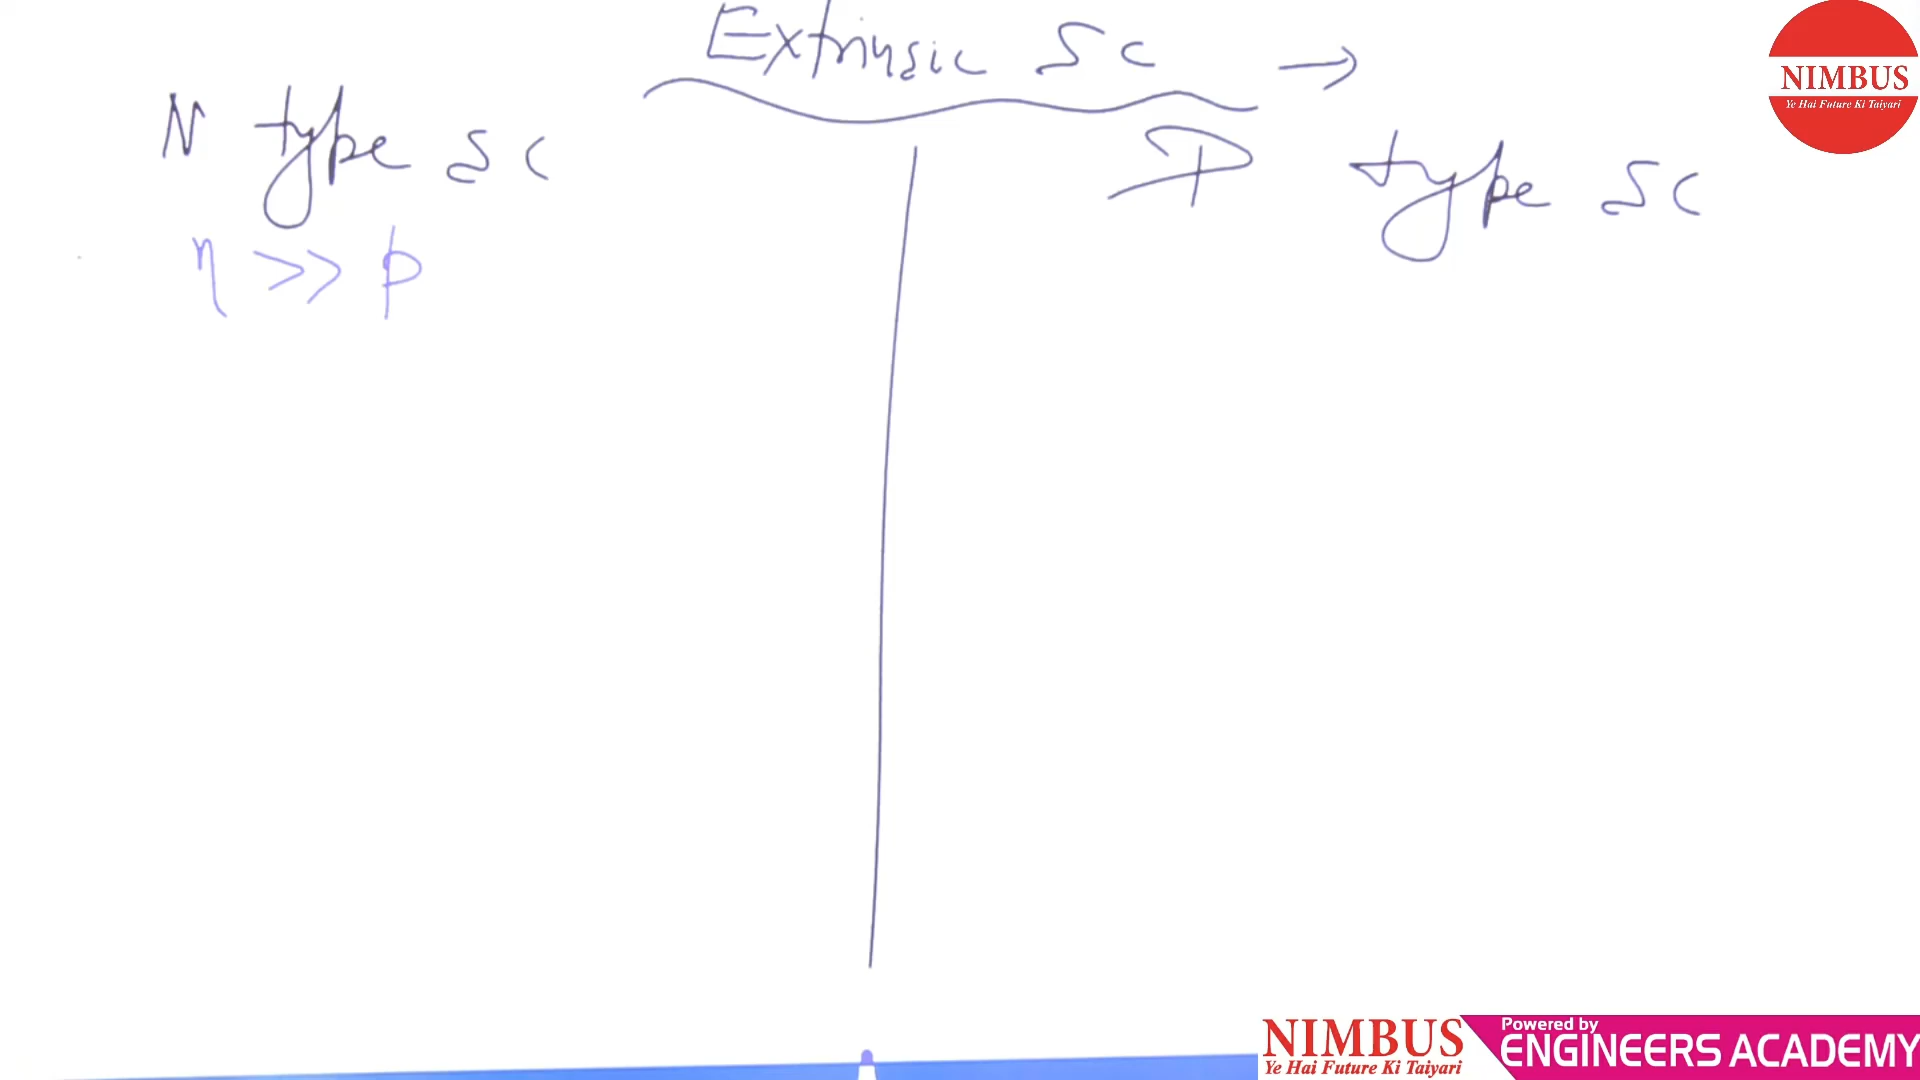 Extrinsic SC →
N type SC
η >> p
P type SC
NIMBUS
Ye Hai Future Ki Taiyari
NIMBUS
Ye Hai Future Ki Taiyari
Powered by
ENGINEERS ACADEMY